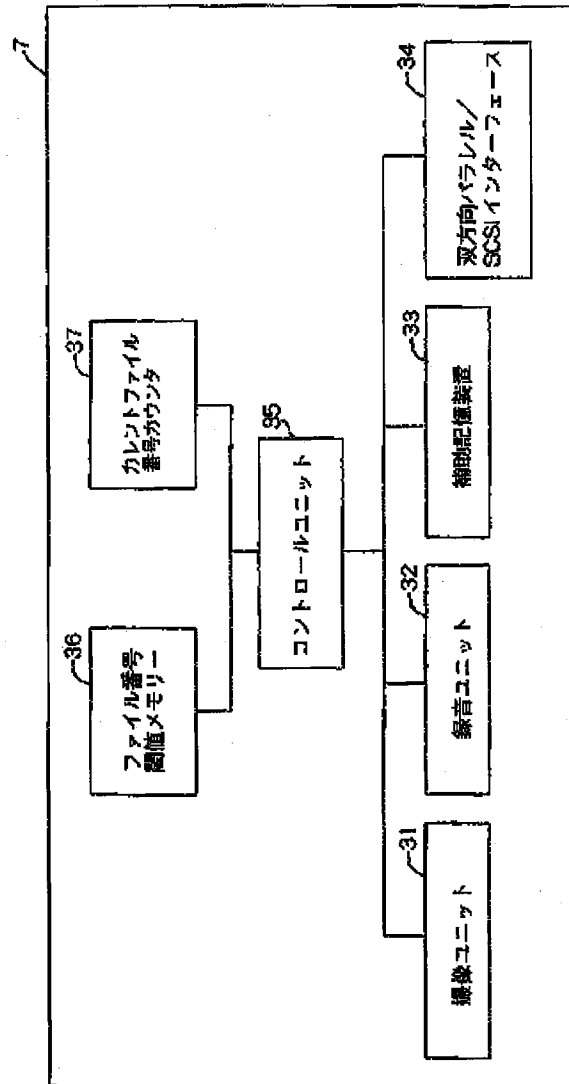 7
36
ファイル番号
閾値メモリー
37
カレントファイル
番号カウンタ
35
コントロールユニット
31
撮像ユニット
32
録音ユニット
33
補助記憶装置
34
双方向パラレル／
SCSIインターフェース